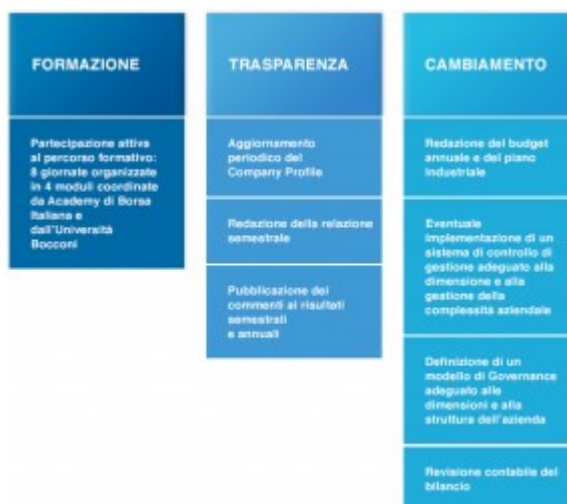 FORMAZIONE
Partecipazione attiva
al percorso formativo:
8 giornate organizzate
in 4 moduli coordinate
da Academy di Borsa
Italiana e
dall'Università
Bocconi
TRASPARENZA
Aggiornamento
periodico del
Company Profile
Redazione della relazione
semestrale
Pubblicazione dei
commenti ai risultati
semestrali
e annuali
CAMBIAMENTO
Redazione del budget
annuale e del piano
industriale
Eventuale
implementazione di un
sistema di controllo di
gestione adeguato alla
dimensione e alla
gestione della
complessità aziendale
Definizione di un
modello di Governance
adeguato alle
dimensioni e alla
struttura dell'azienda
Revisione contabile del
bilancio